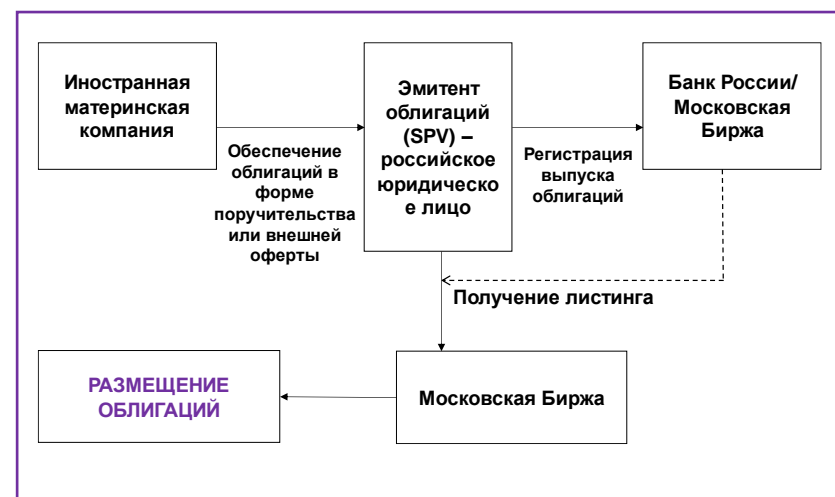 Иностранная
материнская
компания
Обеспечение
облигаций в
форме
поручительства
или внешней
оферты
Эмитент
облигаций
(SPV) –
российское
юридическо
е лицо
Регистрация
выпуска
облигаций
Банк России/
Московская
Биржа
Получение листинга
РАЗМЕЩЕНИЕ
ОБЛИГАЦИЙ
Московская Биржа